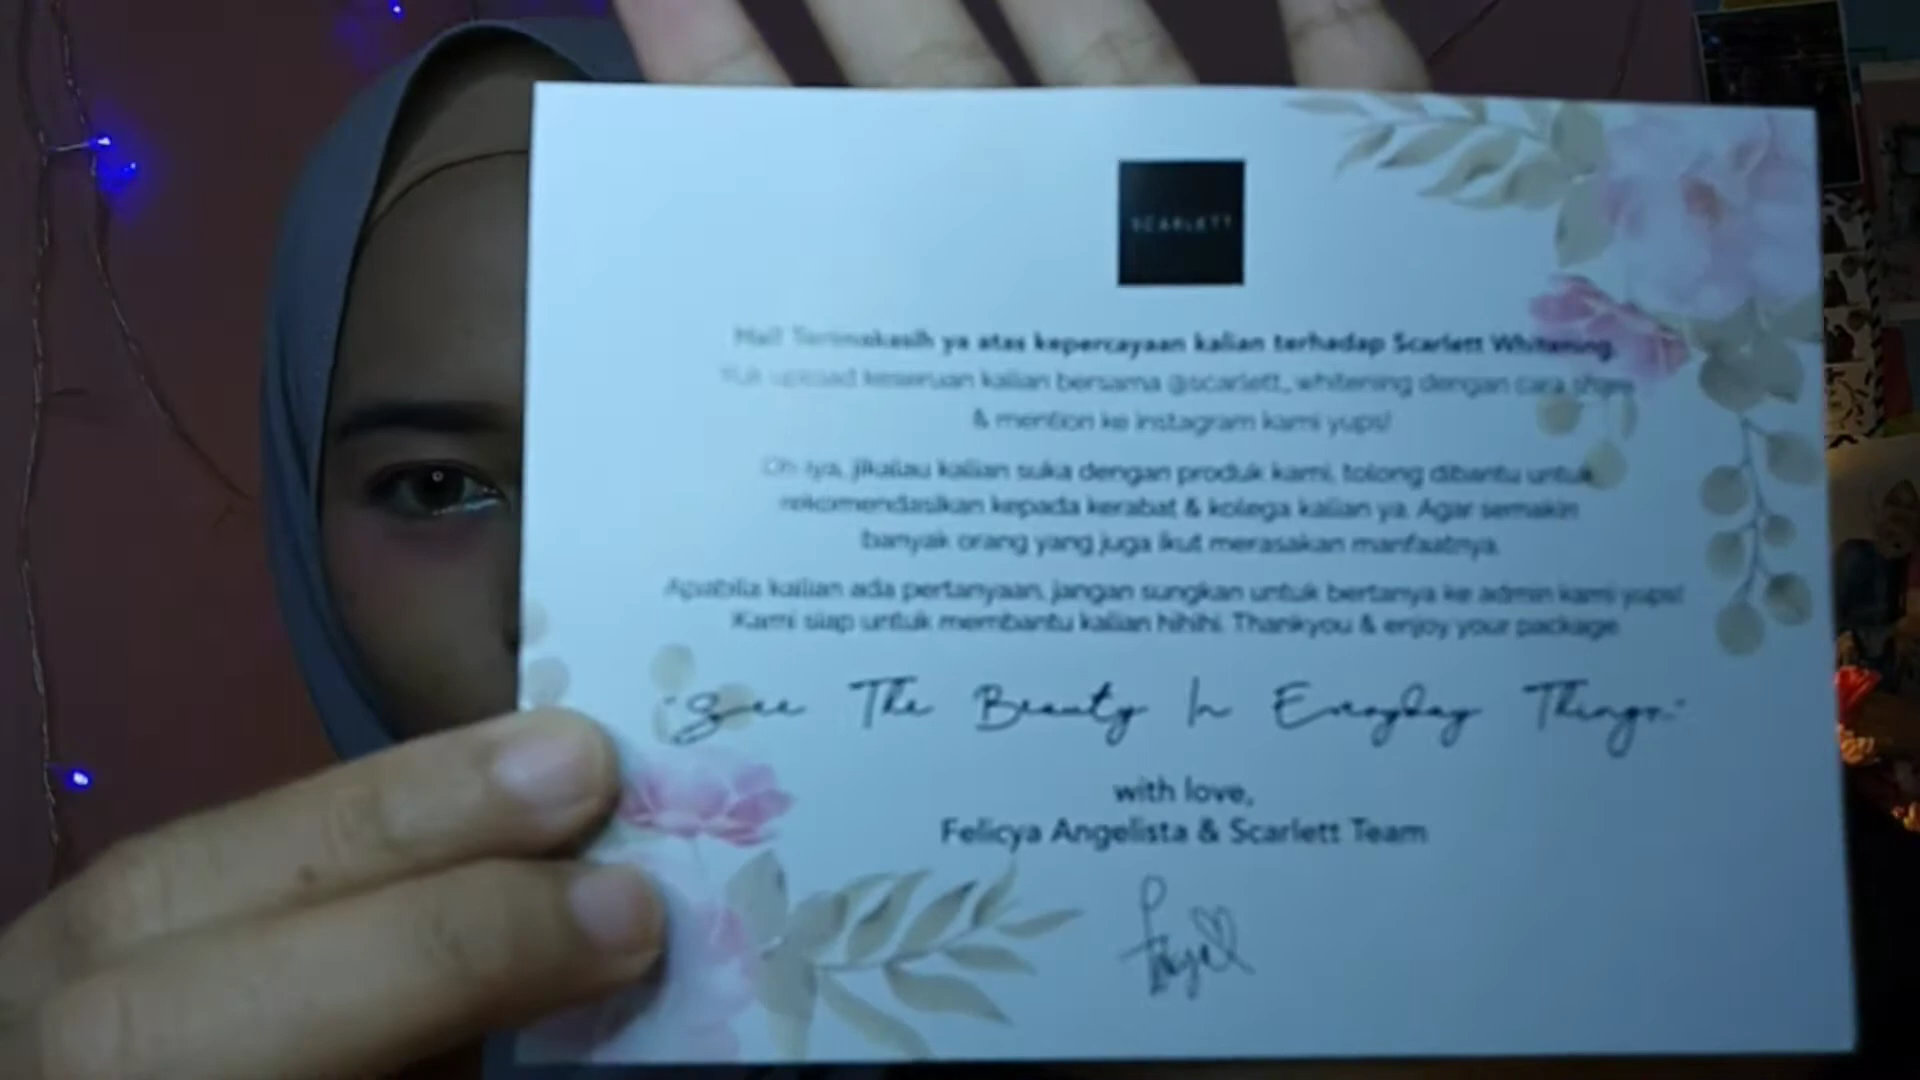 SCARLETT
Hai! Terimakasih ya atas kepercayaan kalian terhadap Scarlett Whitening.
Yuk upload keseruan kalian bersama @scarlett_whitening dengan cara share
& mention ke instagram kami yups!
Oh iya, jikalau kalian suka dengan produk kami, tolong dibantu untuk
rekomendasikan kepada kerabat & kolega kalian ya. Agar semakin
banyak orang yang juga ikut merasakan manfaatnya.
Apabila kalian ada pertanyaan, jangan sungkan untuk bertanya ke admin kami yups!
Kami siap untuk membantu kalian hihihi. Thankyou & enjoy your package
"See The Beauty In Everyday Things."
with love,
Felicya Angelista & Scarlett Team